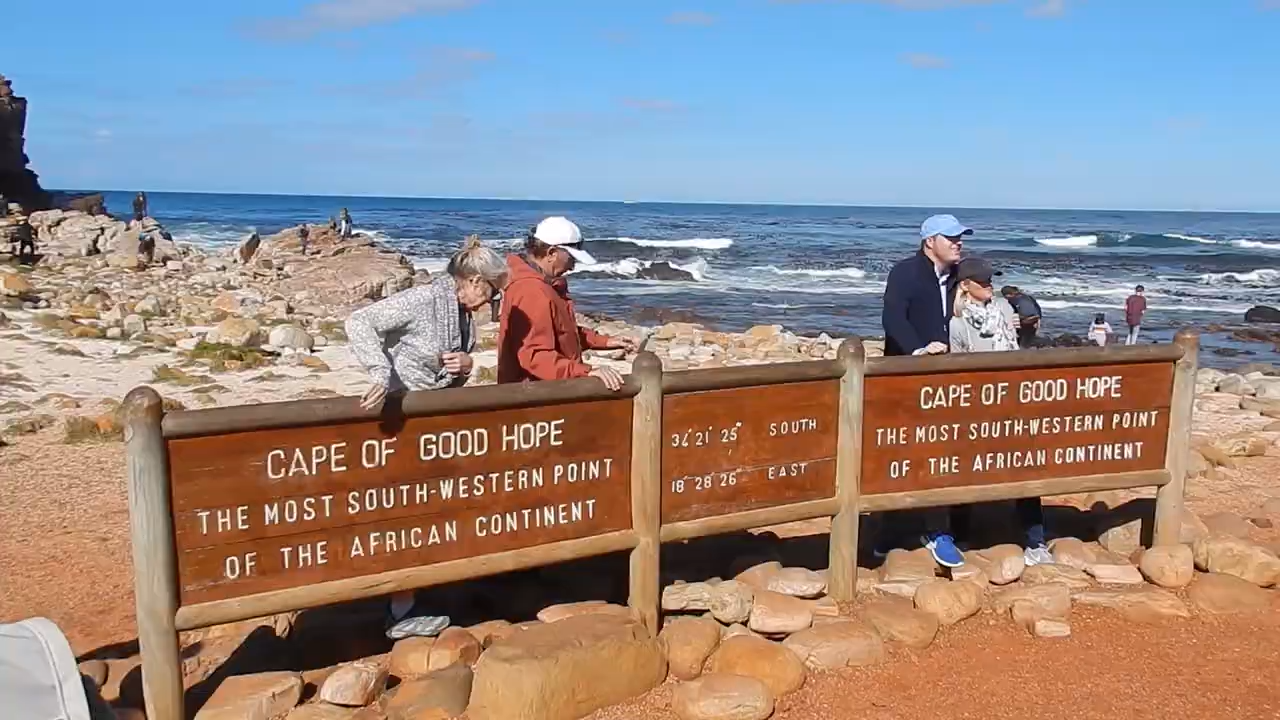 CAPE OF GOOD HOPE
THE MOST SOUTH-WESTERN POINT
OF THE AFRICAN CONTINENT
34° 21' 25" SOUTH
18° 28' 26" EAST
CAPE OF GOOD HOPE
THE MOST SOUTH-WESTERN POINT
OF THE AFRICAN CONTINENT